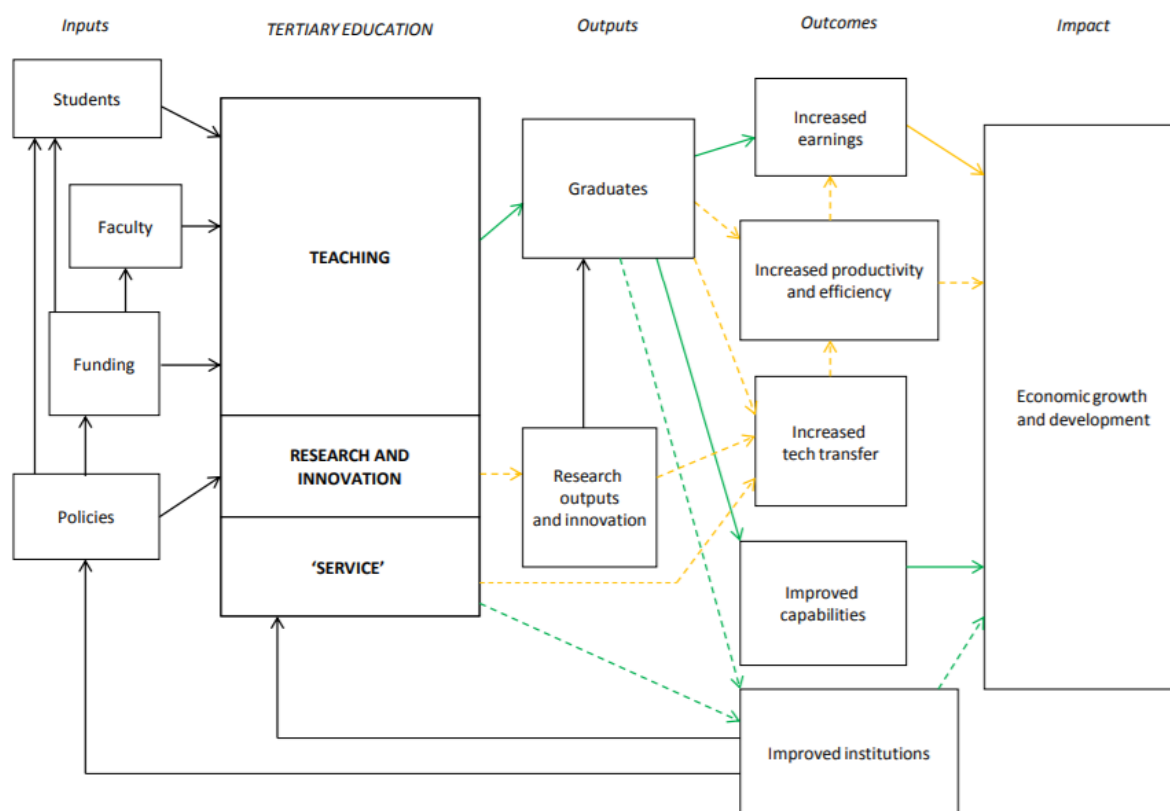 Inputs
TERTIARY EDUCATION
Outputs
Outcomes
Impact
Students
Faculty
Funding
Policies
TEACHING
RESEARCH AND
INNOVATION
‘SERVICE’
Graduates
Research
outputs
and innovation
Increased
earnings
Increased productivity
and efficiency
Increased
tech transfer
Improved
capabilities
Improved institutions
Economic growth
and development